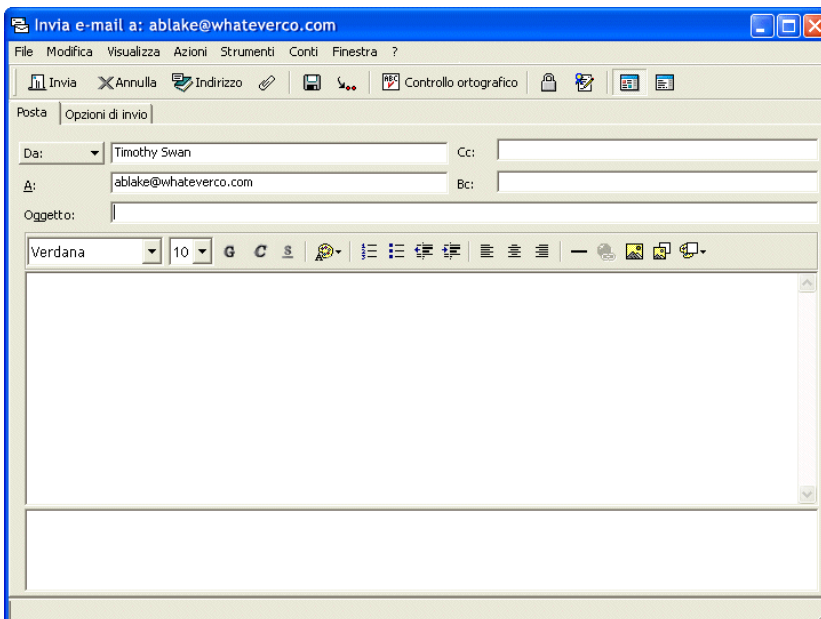 Invia e-mail a: ablake@whateverco.com
File Modifica Visualizza Azioni Strumenti Conti Finestra ?
Invia Annulla Indirizzo ABC Controllo ortografico
Posta Opzioni di invio
Da: Timothy Swan Cc:
A: ablake@whateverco.com Bc:
Oggetto:
Verdana 10 G C S